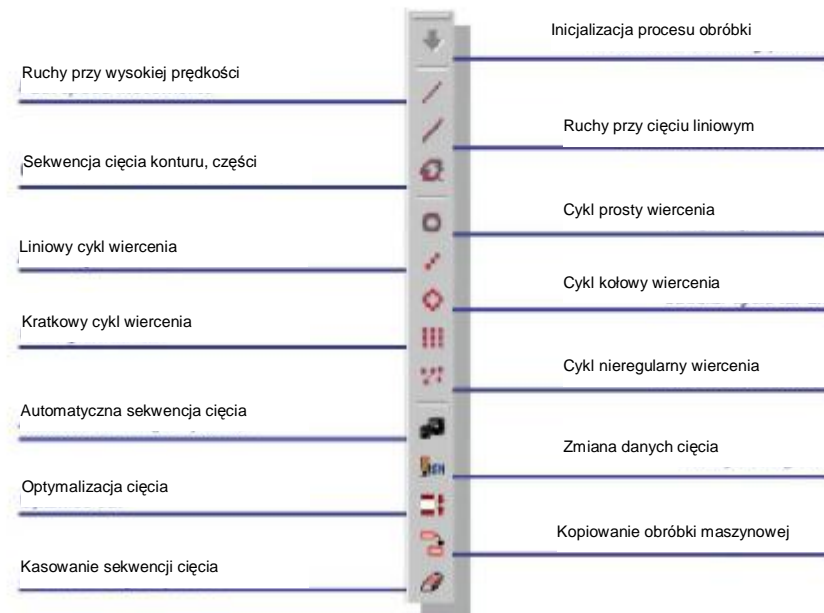 Inicjalizacja procesu obróbki
Ruchy przy wysokiej prędkości
Ruchy przy cięciu liniowym
Sekwencja cięcia konturu, części
Cykl prosty wiercenia
Liniowy cykl wiercenia
Cykl kołowy wiercenia
Kratkowy cykl wiercenia
Cykl nieregularny wiercenia
Automatyczna sekwencja cięcia
Zmiana danych cięcia
Optymalizacja cięcia
Kopiowanie obróbki maszynowej
Kasowanie sekwencji cięcia